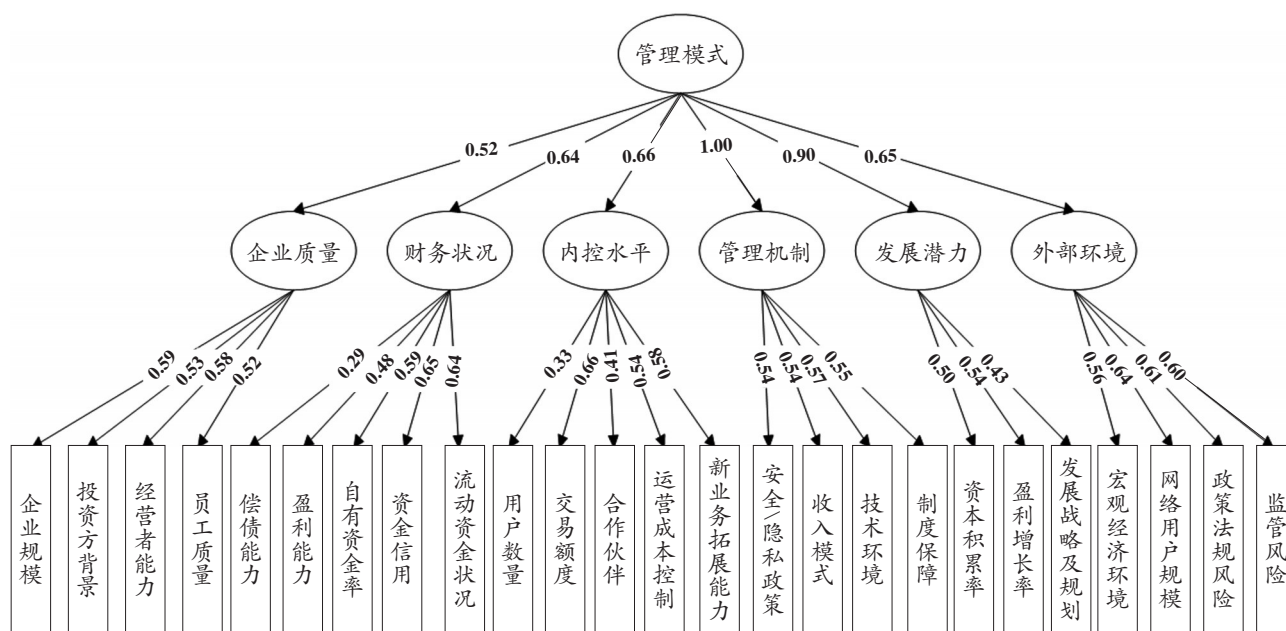 管理模式
0.52
0.64
0.66
1.00
0.90
0.65
企业质量
财务状况
内控水平
管理机制
发展潜力
外部环境
0.59
0.53
0.58
0.52
0.29
0.48
0.59
0.65
0.64
0.33
0.66
0.41
0.54
0.58
0.54
0.54
0.57
0.55
0.50
0.54
0.43
0.56
0.64
0.61
0.60
企业规模
投资方背景
经营者能力
员工质量
偿债能力
盈利能力
自有资金率
资金信用
流动资金状况
用户数量
交易额度
合作伙伴
运营成本控制
新业务拓展能力
安全/隐私政策
收入模式
技术环境
制度保障
资本积累率
盈利增长率
发展战略及规划
宏观经济环境
网络用户规模
政策法规风险
监管风险